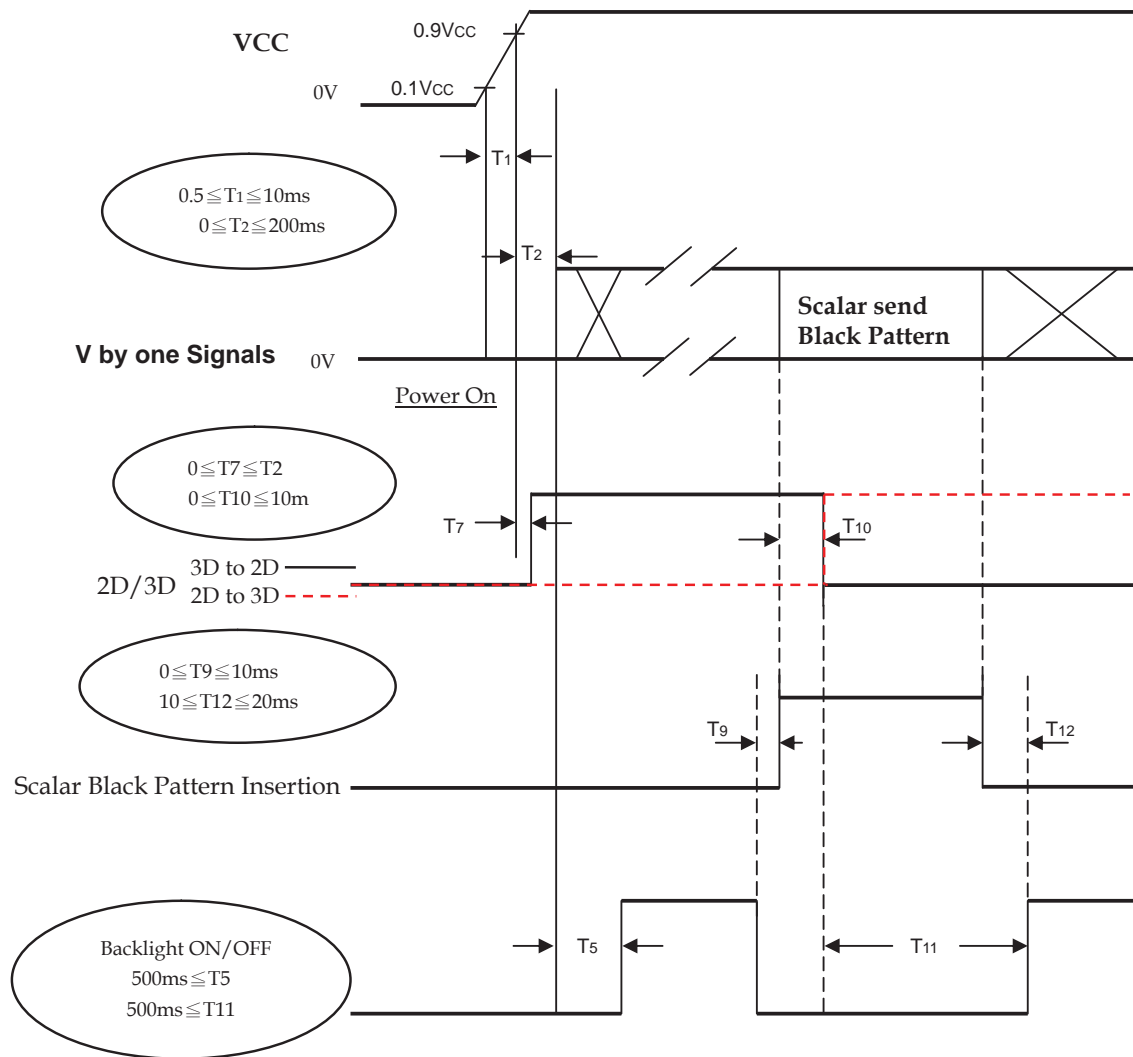 0.9VCC
VCC
0V
0.1VCC
T1
0.5≦T1≦10ms
0≦T2≦200ms
T2
Scalar send
Black Pattern
V by one Signals
0V
Power On
0≦T7≦T2
0≦T10≦10m
T7
T10
3D to 2D
2D/3D
2D to 3D
0≦T9≦10ms
10≦T12≦20ms
T9
T12
Scalar Black Pattern Insertion
Backlight ON/OFF
500ms≦T5
500ms≦T11
T5
T11